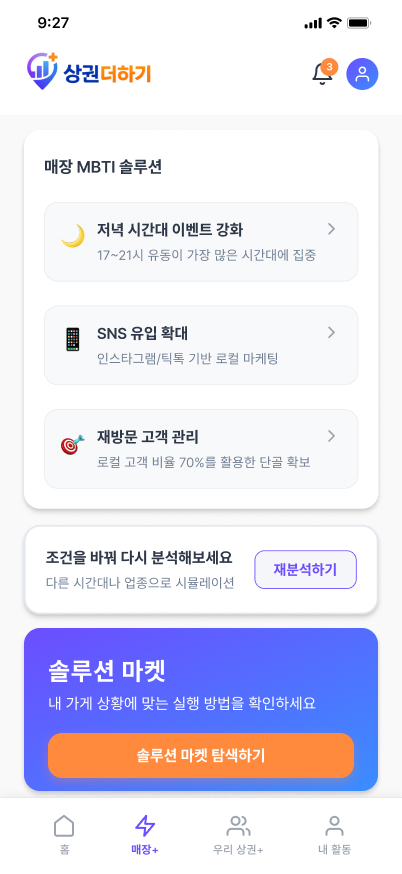 9:27
상권더하기
3
매장 MBTI 솔루션
저녁 시간대 이벤트 강화
17~21시 유동이 가장 많은 시간대에 집중
SNS 유입 확대
인스타그램/틱톡 기반 로컬 마케팅
재방문 고객 관리
로컬 고객 비율 70%를 활용한 단골 확보
조건을 바꿔 다시 분석해보세요
다른 시간대나 업종으로 시뮬레이션
재분석하기
솔루션 마켓
내 가게 상황에 맞는 실행 방법을 확인하세요
솔루션 마켓 탐색하기
홈
매장+
우리 상권+
내 활동